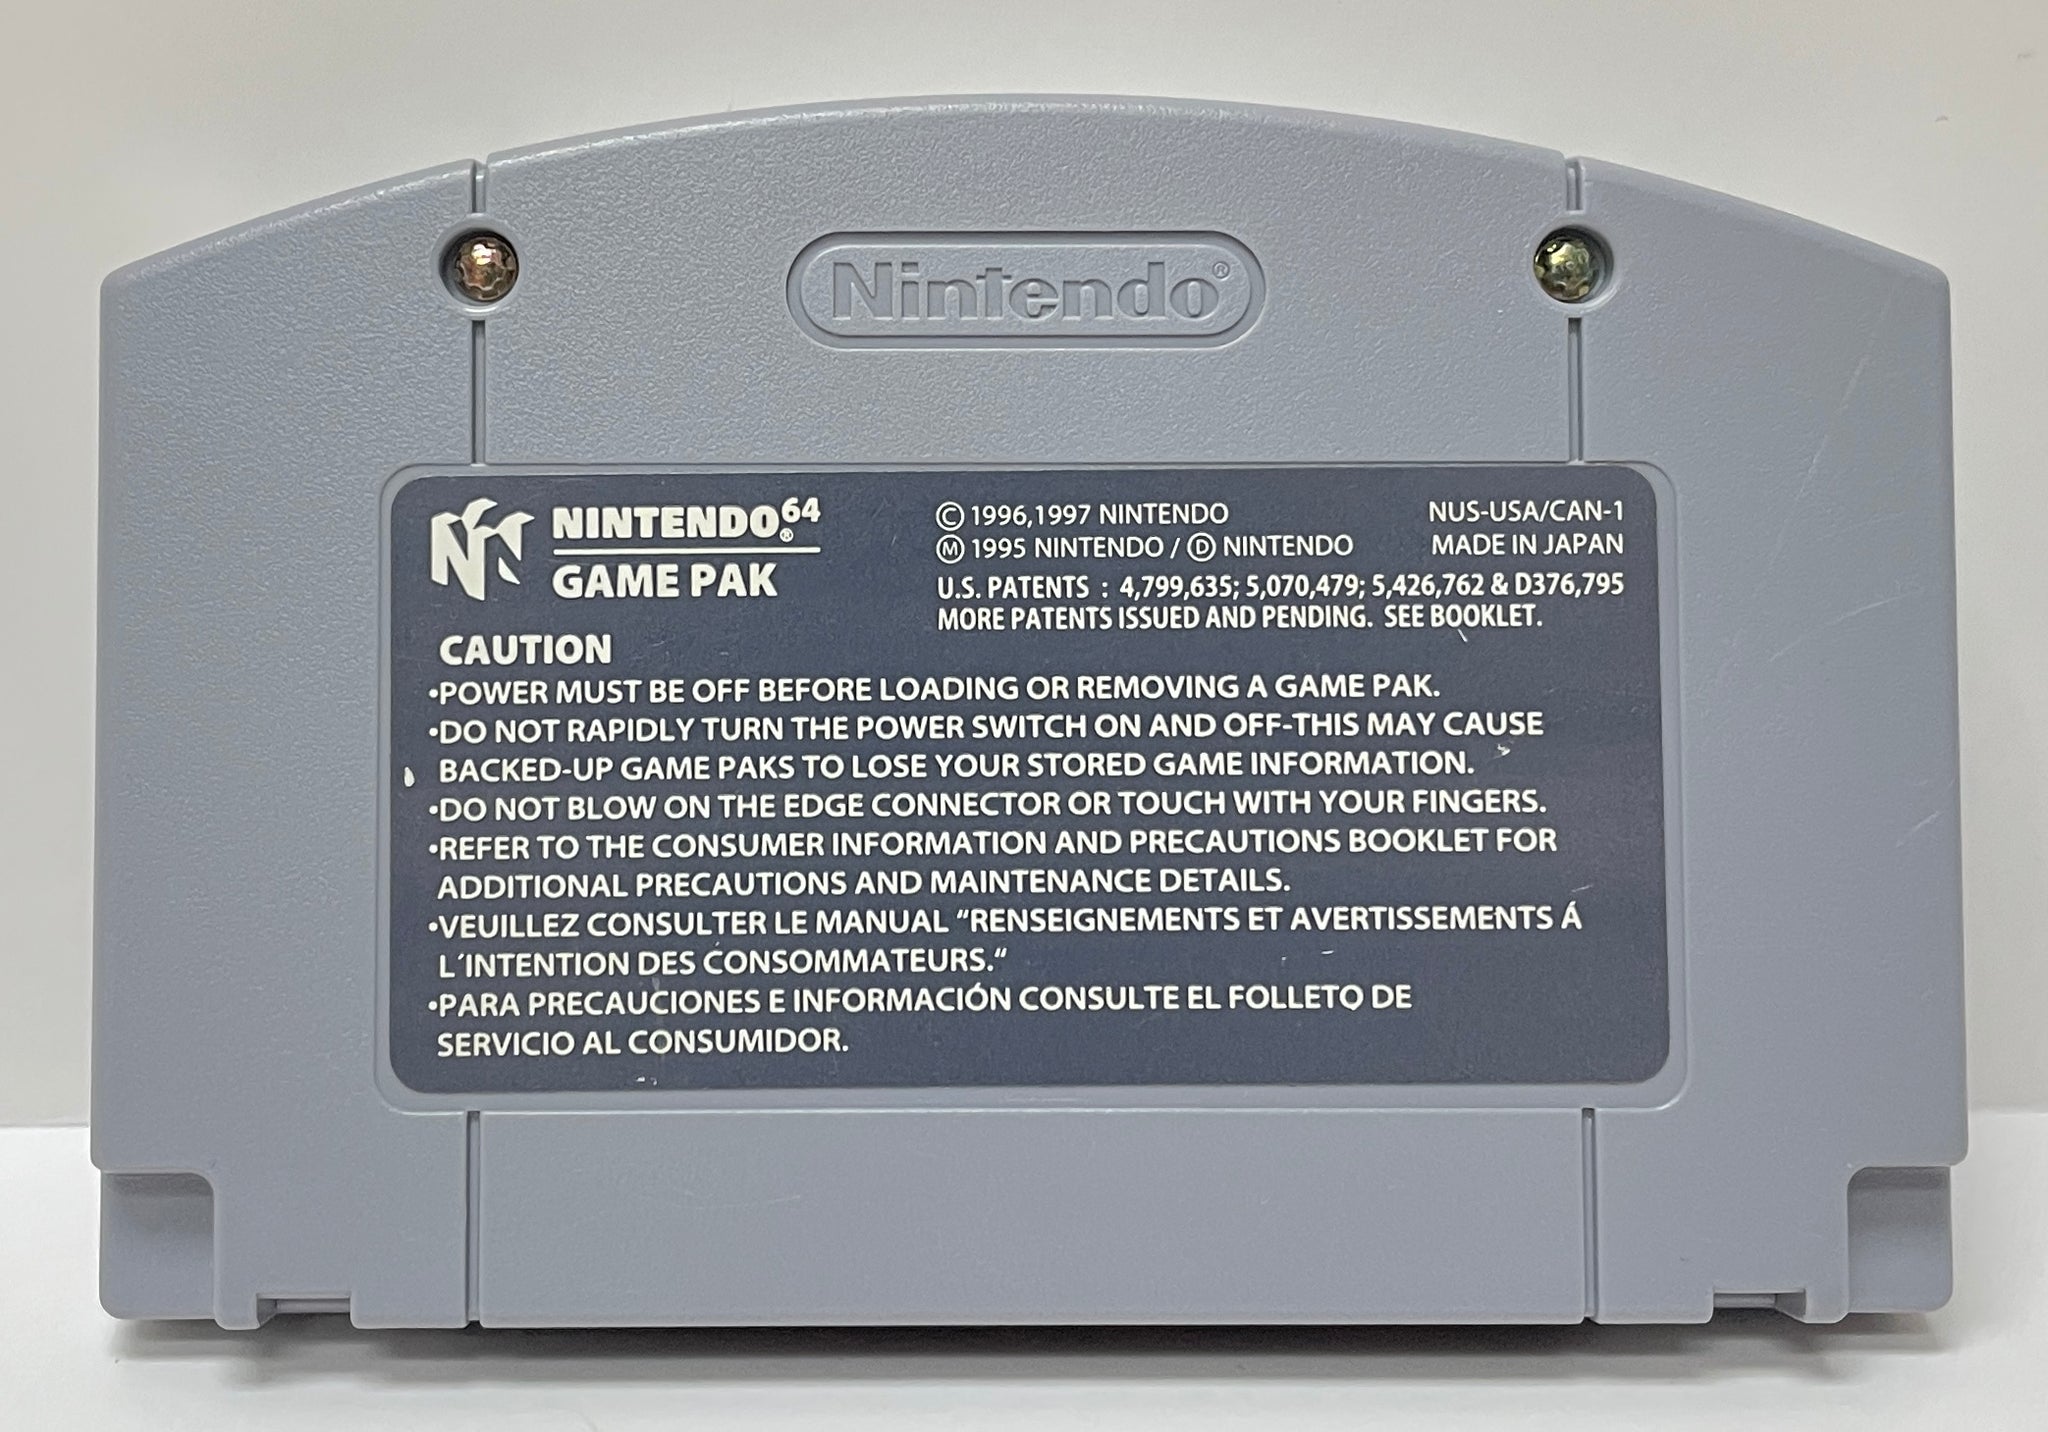 Nintendo®
NINTENDO®64
GAME PAK
© 1996,1997 NINTENDO
Ⓜ 1995 NINTENDO / Ⓓ NINTENDO
NUS-USA/CAN-1
MADE IN JAPAN
U.S. PATENTS : 4,799,635; 5,070,479; 5,426,762 & D376,795
MORE PATENTS ISSUED AND PENDING. SEE BOOKLET.
CAUTION
•POWER MUST BE OFF BEFORE LOADING OR REMOVING A GAME PAK.
•DO NOT RAPIDLY TURN THE POWER SWITCH ON AND OFF-THIS MAY CAUSE
BACKED-UP GAME PAKS TO LOSE YOUR STORED GAME INFORMATION.
•DO NOT BLOW ON THE EDGE CONNECTOR OR TOUCH WITH YOUR FINGERS.
•REFER TO THE CONSUMER INFORMATION AND PRECAUTIONS BOOKLET FOR
ADDITIONAL PRECAUTIONS AND MAINTENANCE DETAILS.
•VEUILLEZ CONSULTER LE MANUAL “RENSEIGNEMENTS ET AVERTISSEMENTS Á
L´INTENTION DES CONSOMMATEURS.“
•PARA PRECAUCIONES E INFORMACIÓN CONSULTE EL FOLLETO DE
SERVICIO AL CONSUMIDOR.